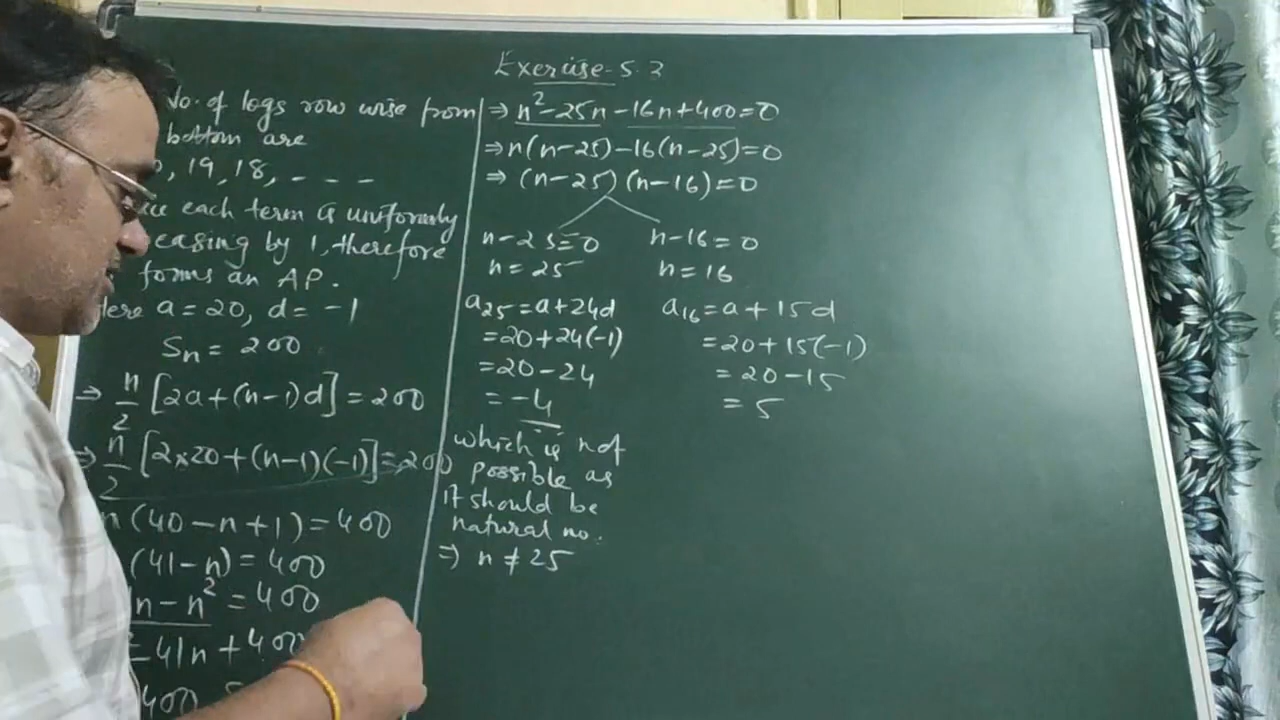 Exercise-5.3
No. of logs row wise from
bottom are
, 19, 18, - - - -
each term is uniformly
easing by 1, therefore
forms an AP.
Here a = 20, d = -1
Sn = 200
⇒ n/2 [2a+(n-1)d] = 200
⇒ n/2 [2×20+(n-1)(-1)] = 200
n(40-n+1) = 400
(41-n) = 400
n - n² = 400
-41n + 400
400
⇒ n²-25n-16n+400=0
⇒ n(n-25)-16(n-25)=0
⇒ (n-25)(n-16)=0
n-25=0
n=25
a25 = a+24d
= 20+24(-1)
= 20-24
= -4
which is not
possible as
it should be
natural no.
⇒ n ≠ 25
n-16=0
n=16
a16 = a+15d
= 20+15(-1)
= 20-15
= 5